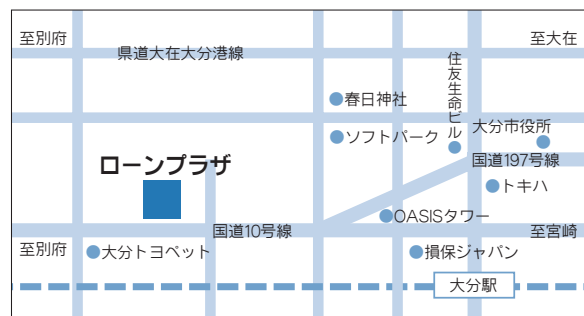 至別府
県道大在大分港線
至大在
住友生命ビル
春日神社
大分市役所
ソフトパーク
国道197号線
ローンプラザ
トキハ
OASISタワー
国道10号線
至宮崎
至別府
大分トヨペット
損保ジャパン
大分駅